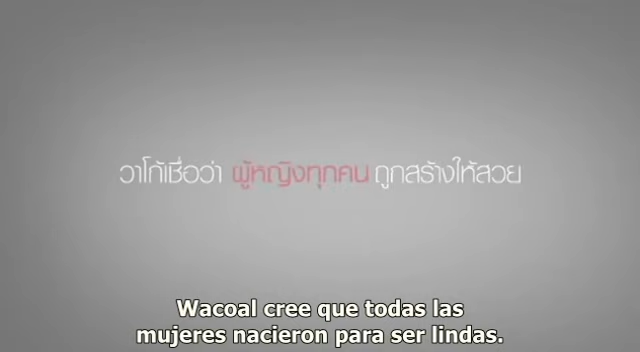 วาโก้เชื่อว่า ผู้หญิงทุกคน ถูกสร้างให้สวย
Wacoal cree que todas las
mujeres nacieron para ser lindas.